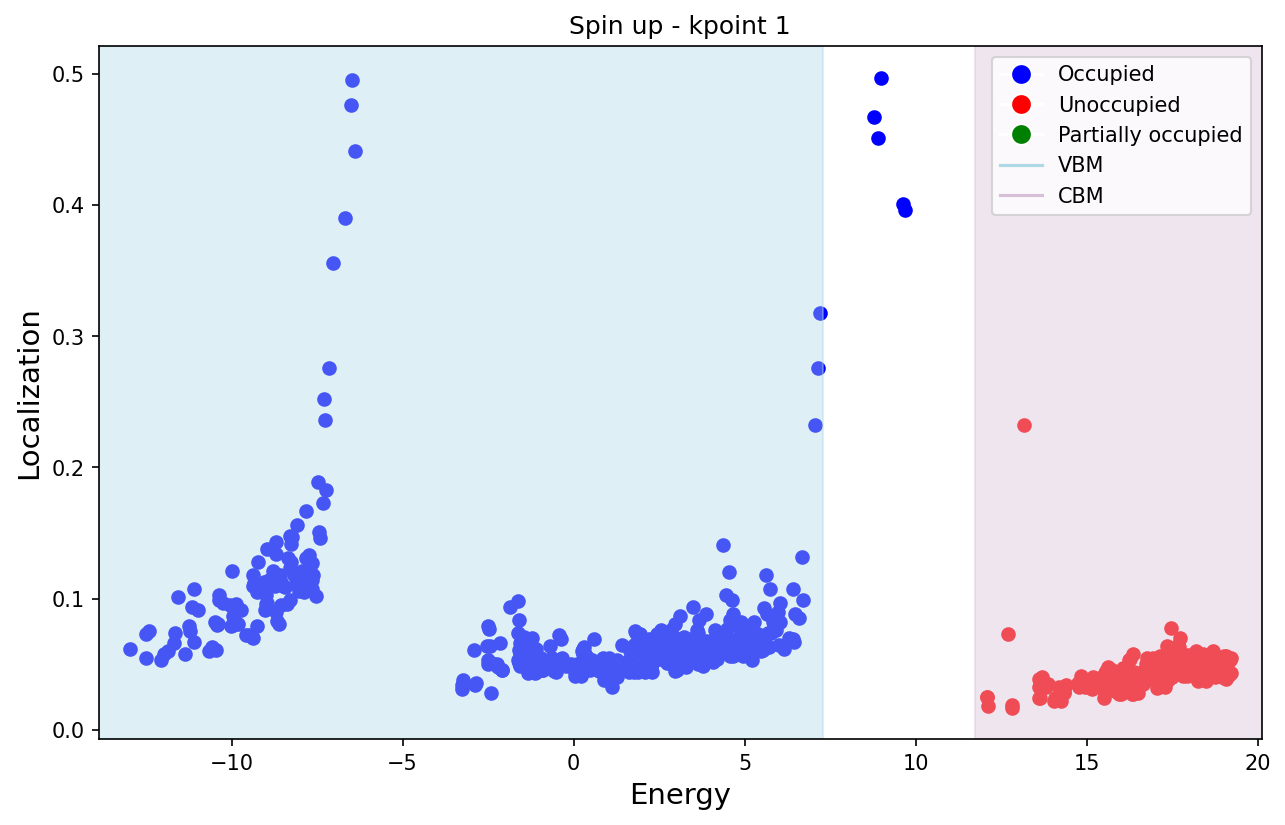 Spin up - kpoint 1
Localization
0.5
0.4
0.3
0.2
0.1
0.0
Occupied
Unoccupied
Partially occupied
VBM
CBM
−10
−5
0
5
10
15
20
Energy